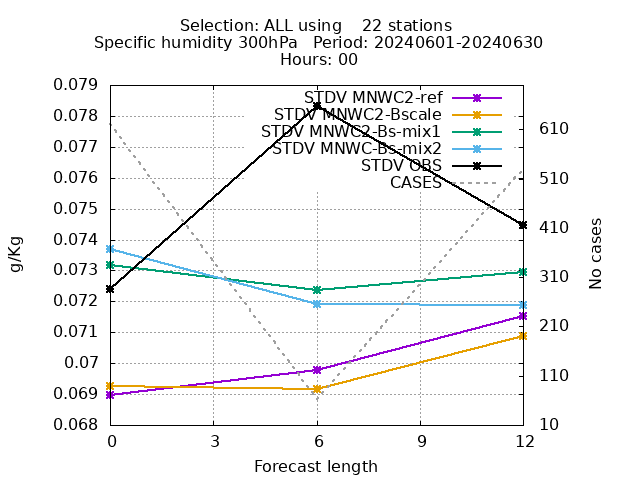 Selection: ALL using    22 stations
Specific humidity 300hPa   Period: 20240601-20240630
Hours: 00
STDV MNWC2-ref
STDV MNWC2-Bscale
STDV MNWC2-Bs-mix1
STDV MNWC-Bs-mix2
STDV OBS
CASES
0.079
0.078
0.077
0.076
0.075
0.074
0.073
0.072
0.071
0.07
0.069
0.068
g/Kg
610
510
410
310
210
110
10
No cases
0 3 6 9 12
Forecast length